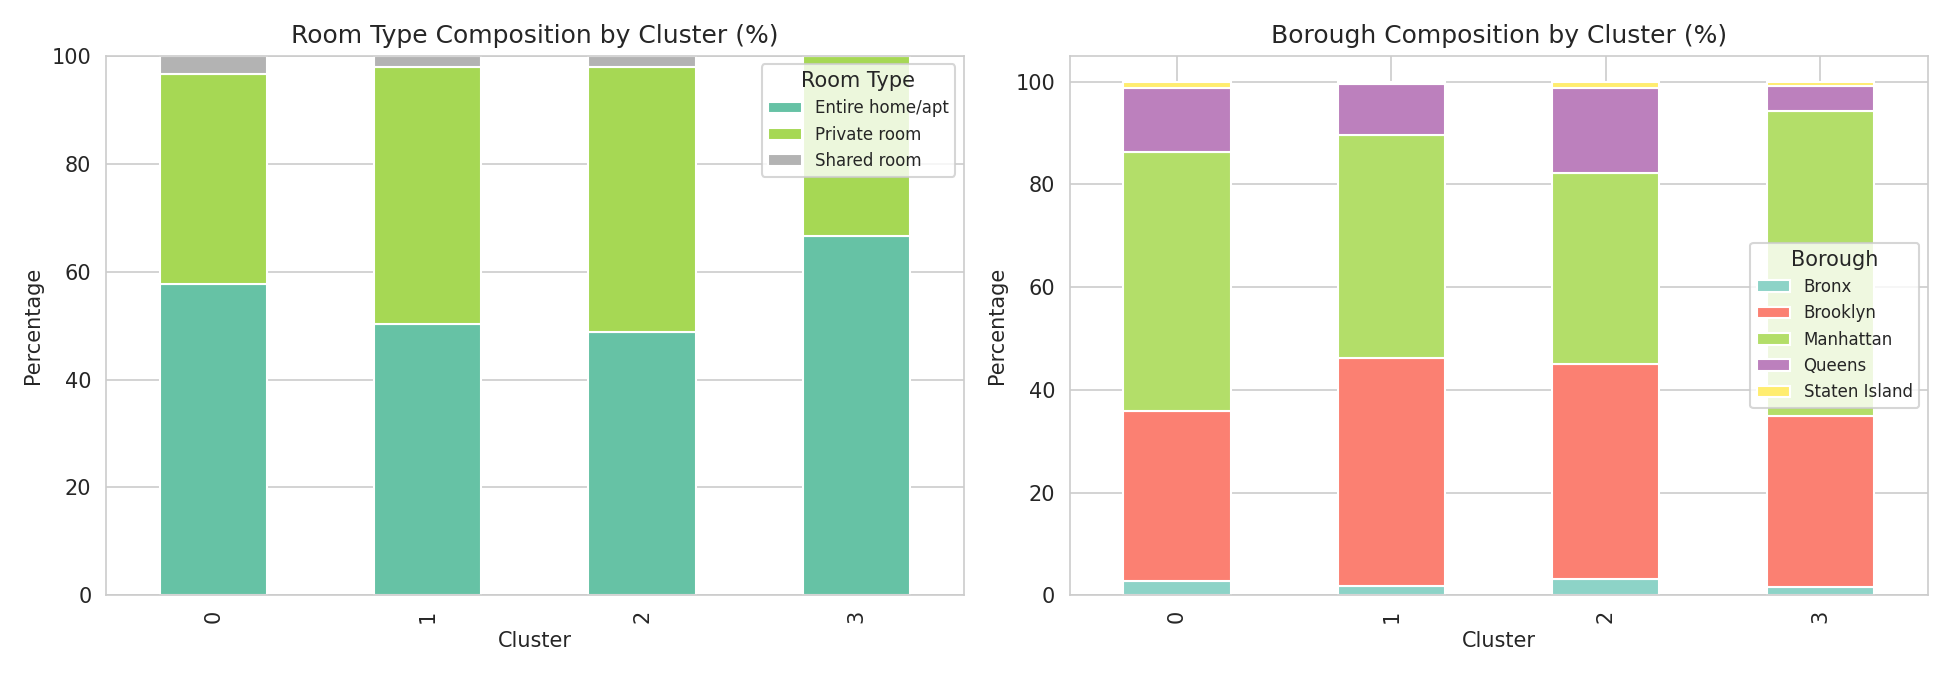 Room Type Composition by Cluster (%)
100
80
60
40
20
0
Percentage
Room Type
Entire home/apt
Private room
Shared room
0
1
2
3
Cluster
Borough Composition by Cluster (%)
100
80
60
40
20
0
Percentage
Borough
Bronx
Brooklyn
Manhattan
Queens
Staten Island
0
1
2
3
Cluster